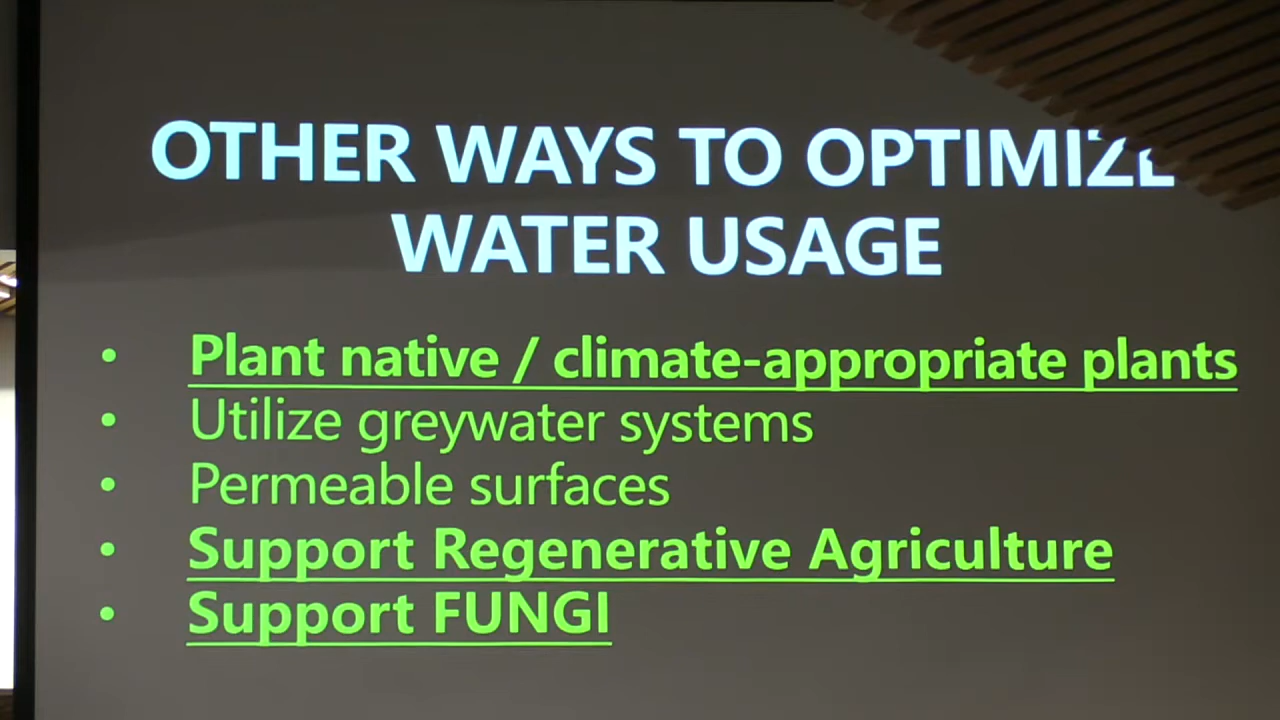 OTHER WAYS TO OPTIMIZE
WATER USAGE
• Plant native / climate-appropriate plants
• Utilize greywater systems
• Permeable surfaces
• Support Regenerative Agriculture
• Support FUNGI